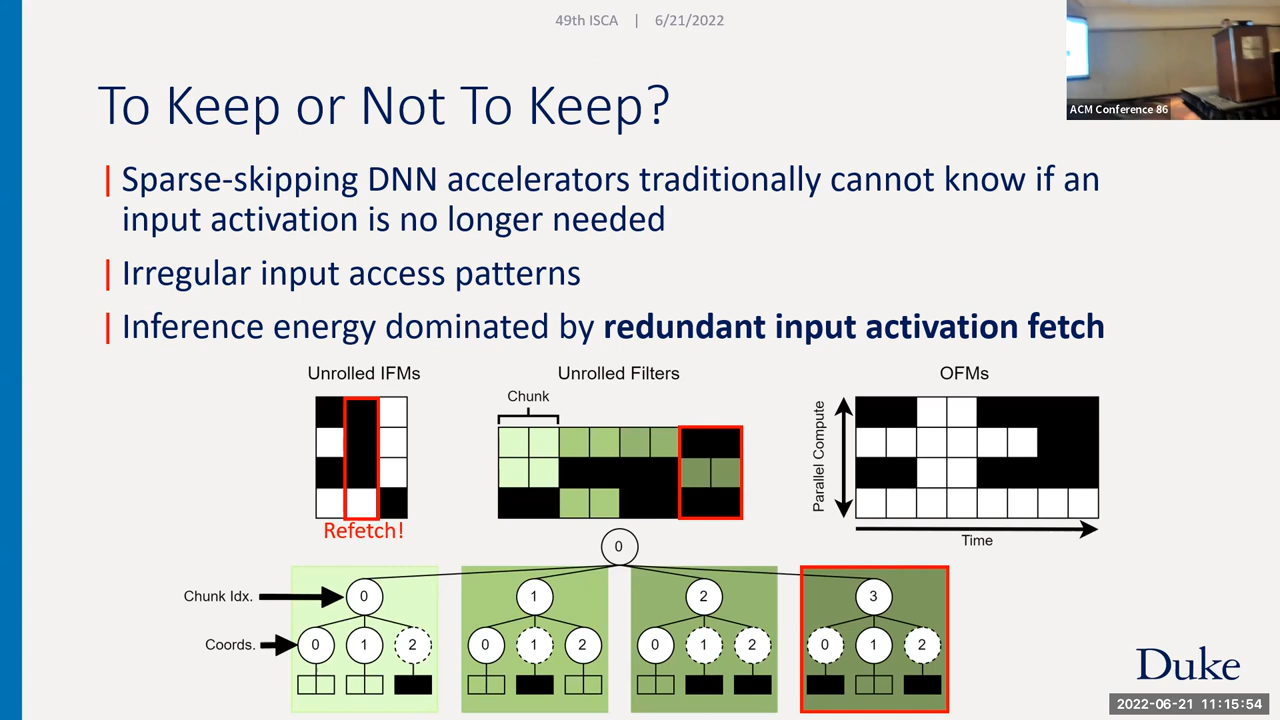 49th ISCA | 6/21/2022
ACM Conference 86
To Keep or Not To Keep?
Sparse-skipping DNN accelerators traditionally cannot know if an
input activation is no longer needed
Irregular input access patterns
Inference energy dominated by redundant input activation fetch
Unrolled IFMs
Unrolled Filters
OFMs
Chunk
Parallel Compute
Refetch!
Time
0
Chunk Idx.
0
1
2
3
Coords.
0 1 2
0 1 2
0 1 2
0 1 2
Duke
2022-06-21 11:15:54